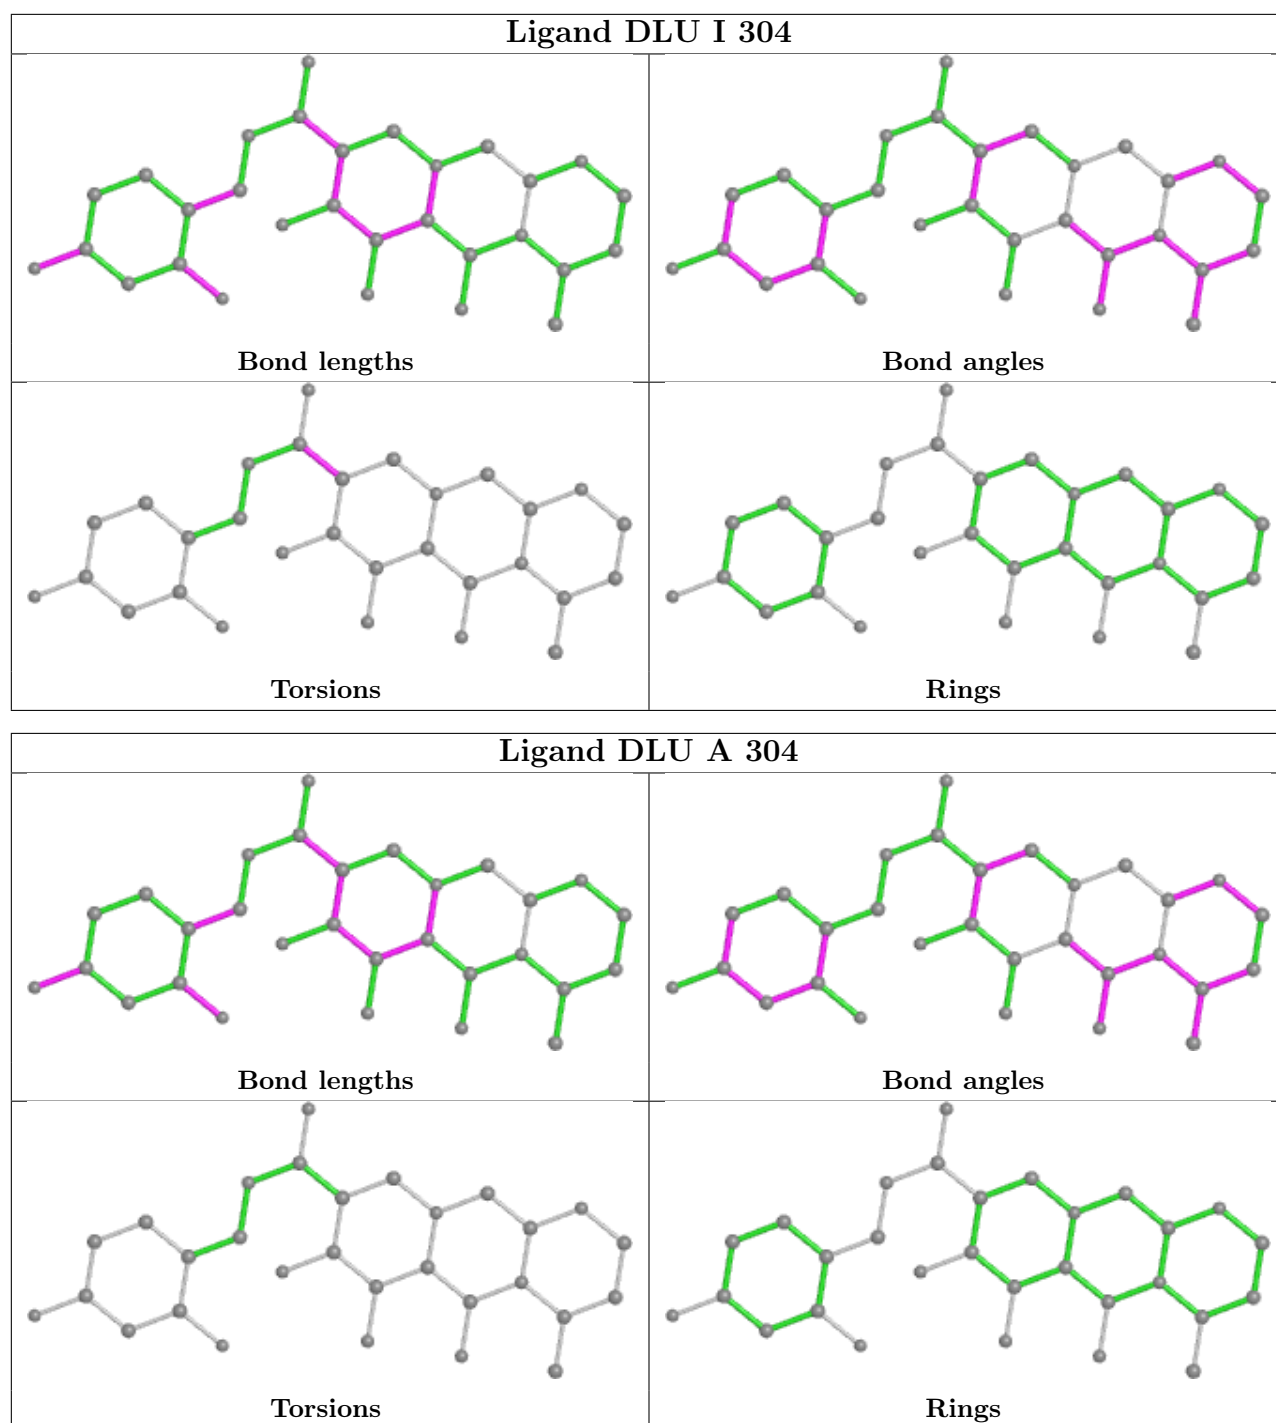 Ligand DLU I 304
Bond lengths
Bond angles
Torsions
Rings
Ligand DLU A 304
Bond lengths
Bond angles
Torsions
Rings